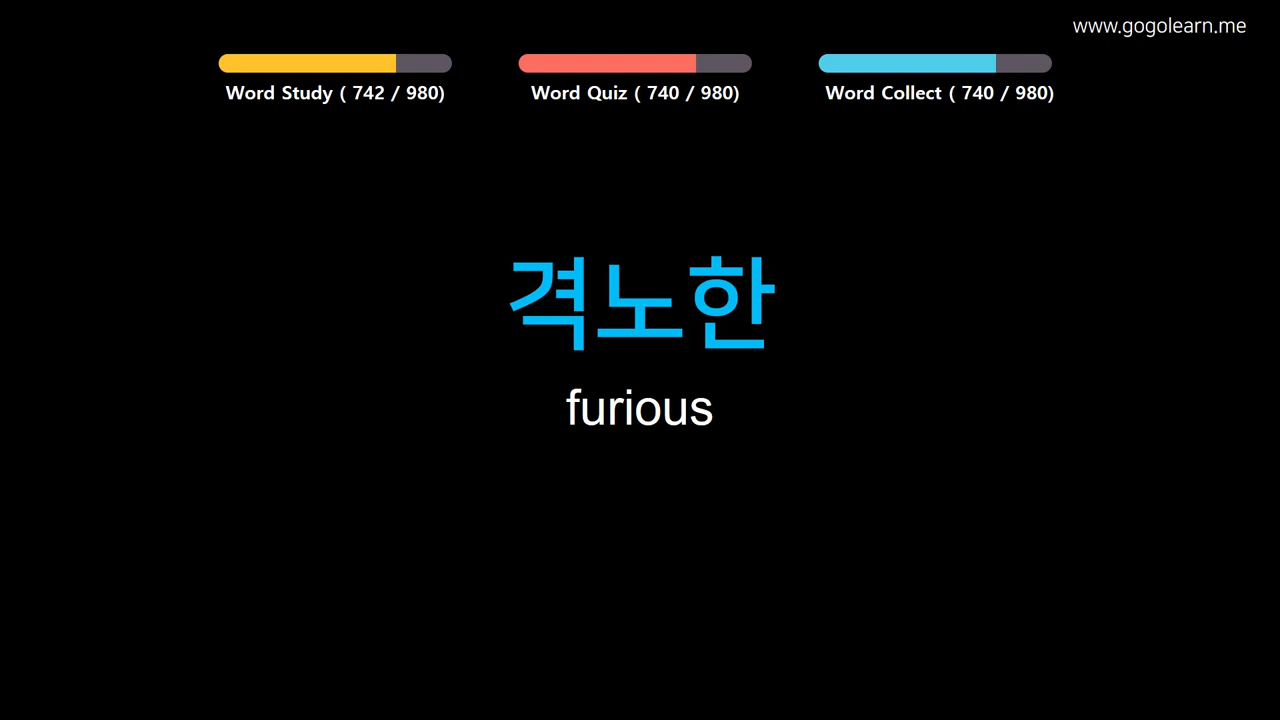 www.gogolearn.me
Word Study ( 742 / 980)
Word Quiz ( 740 / 980)
Word Collect ( 740 / 980)
격노한
furious